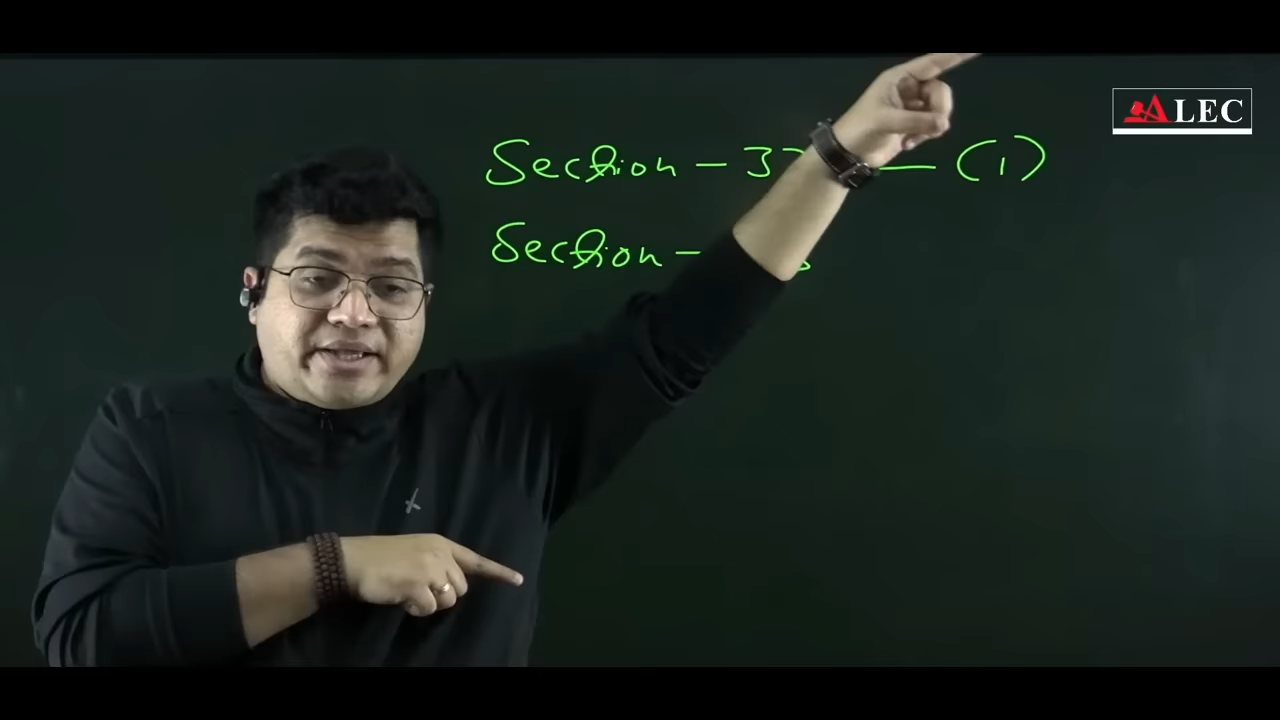 Section - 3 — (1)
Section -
ALEC